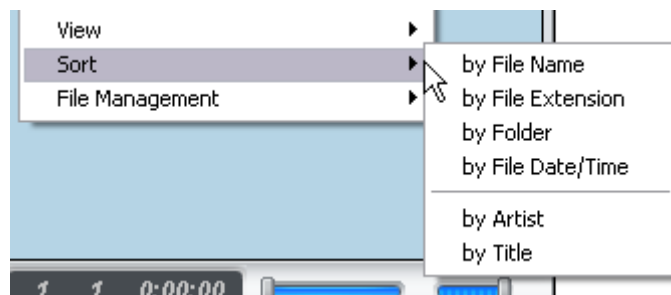 View
Sort
File Management
by File Name
by File Extension
by Folder
by File Date/Time
by Artist
by Title
1 1 0:00:00